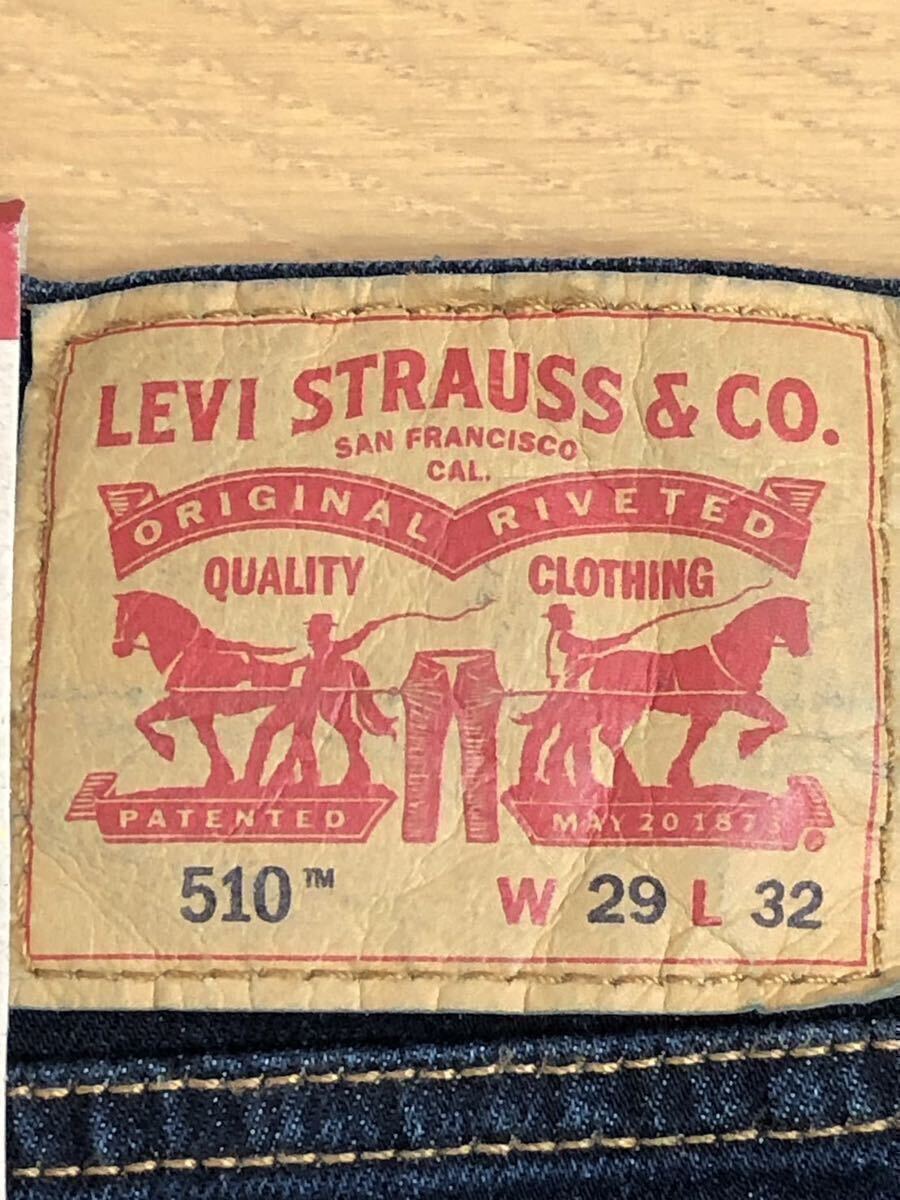 LEVI STRAUSS & CO.
SAN FRANCISCO
CAL.
ORIGINAL RIVETED
QUALITY CLOTHING
PATENTED MAY 20 1873
510™ W 29 L 32